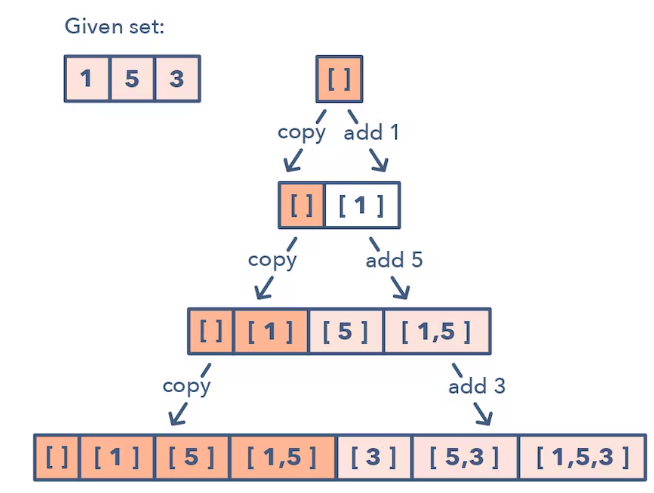 Given set:
1 5 3
[ ]
copy add 1
[ ] [ 1 ]
copy add 5
[ ] [ 1 ] [ 5 ] [ 1,5 ]
copy add 3
[ ] [ 1 ] [ 5 ] [ 1,5 ] [ 3 ] [ 5,3 ] [ 1,5,3 ]